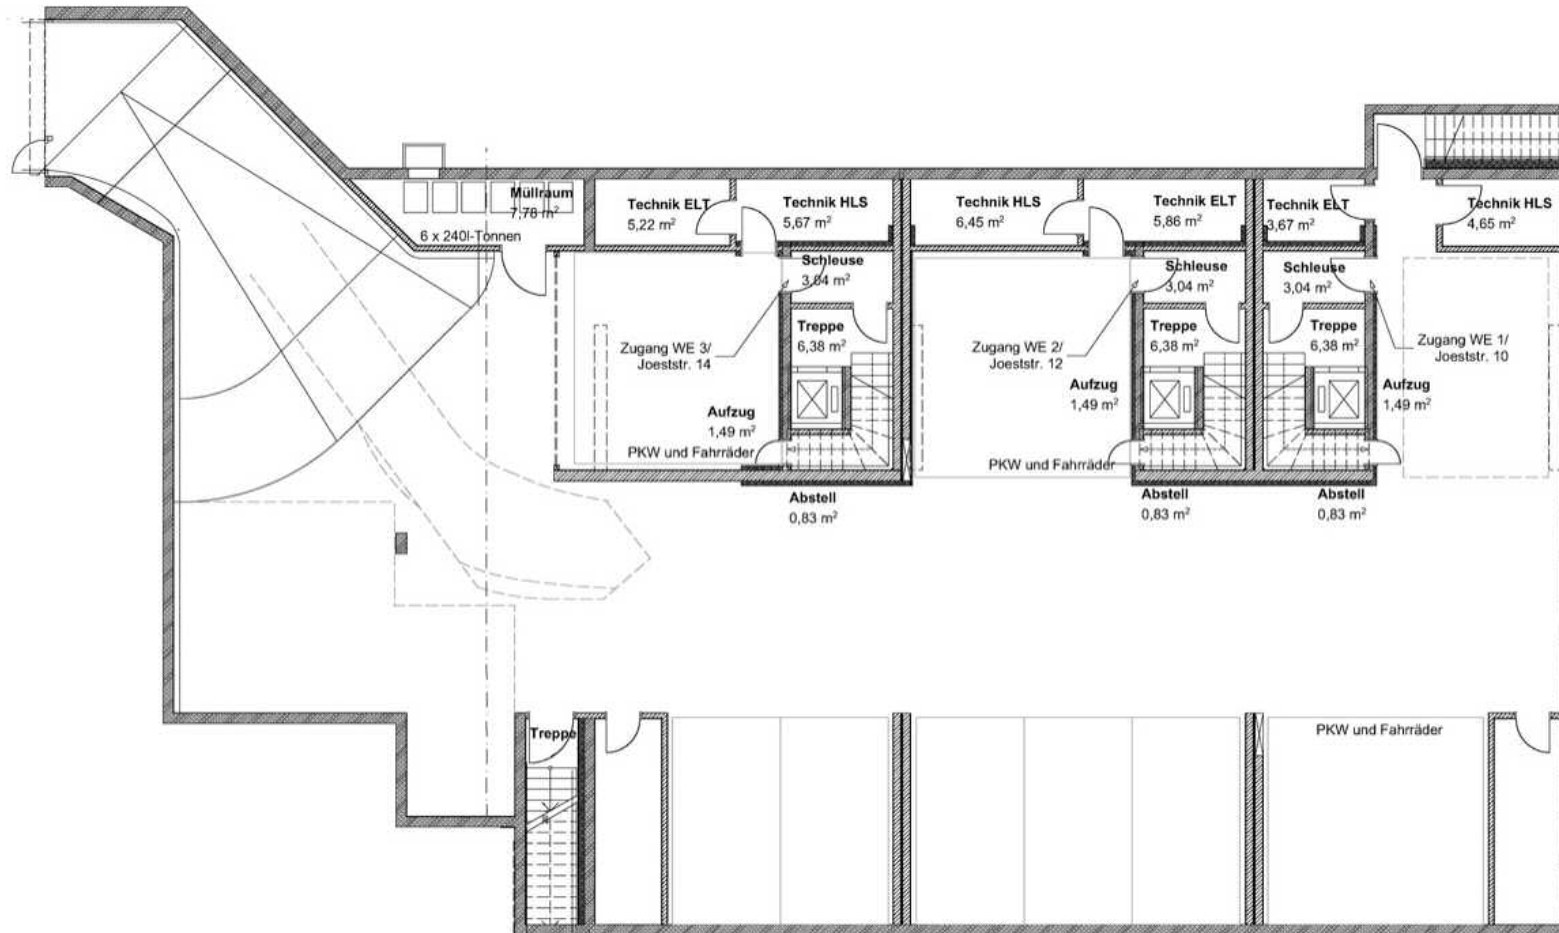 Müllraum
7,78 m²
6 x 240l-Tonnen
Technik ELT
5,22 m²
Technik HLS
5,67 m²
Technik HLS
6,45 m²
Technik ELT
5,86 m²
Technik ELT
3,67 m²
Technik HLS
4,65 m²
Schleuse
3,04 m²
Schleuse
3,04 m²
Schleuse
3,04 m²
Treppe
6,38 m²
Treppe
6,38 m²
Treppe
6,38 m²
Zugang WE 3/
Joeststr. 14
Zugang WE 2/
Joeststr. 12
Zugang WE 1/
Joeststr. 10
Aufzug
1,49 m²
Aufzug
1,49 m²
Aufzug
1,49 m²
PKW und Fahrräder
PKW und Fahrräder
Abstell
0,83 m²
Abstell
0,83 m²
Abstell
0,83 m²
Treppe
PKW und Fahrräder